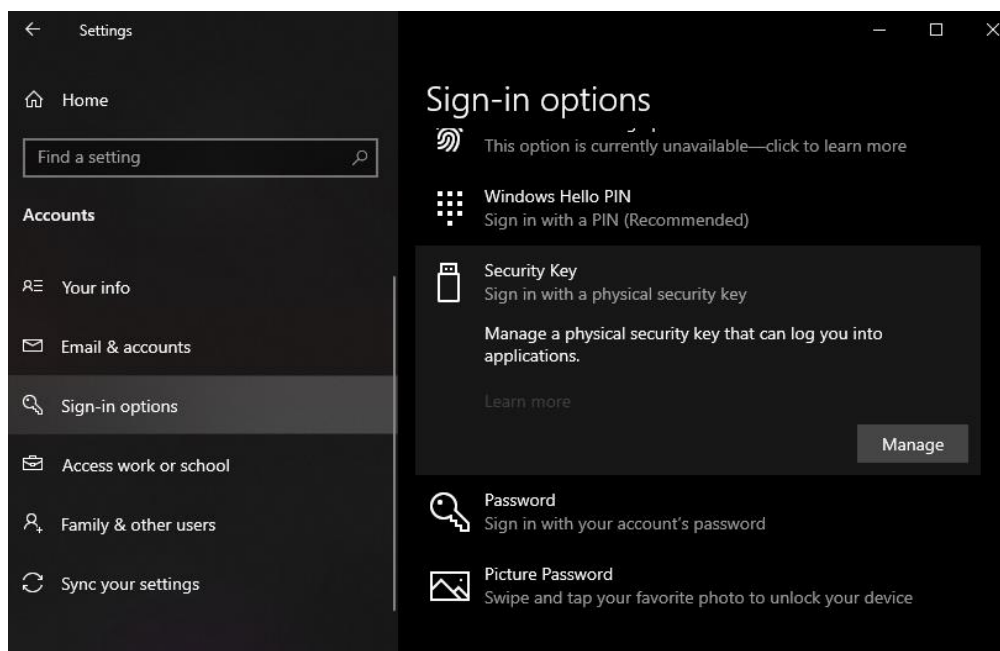 Settings
Home
Find a setting
Accounts
Your info
Email & accounts
Sign-in options
Access work or school
Family & other users
Sync your settings
Sign-in options
This option is currently unavailable—click to learn more
Windows Hello PIN
Sign in with a PIN (Recommended)
Security Key
Sign in with a physical security key
Manage a physical security key that can log you into
applications.
Learn more
Manage
Password
Sign in with your account's password
Picture Password
Swipe and tap your favorite photo to unlock your device